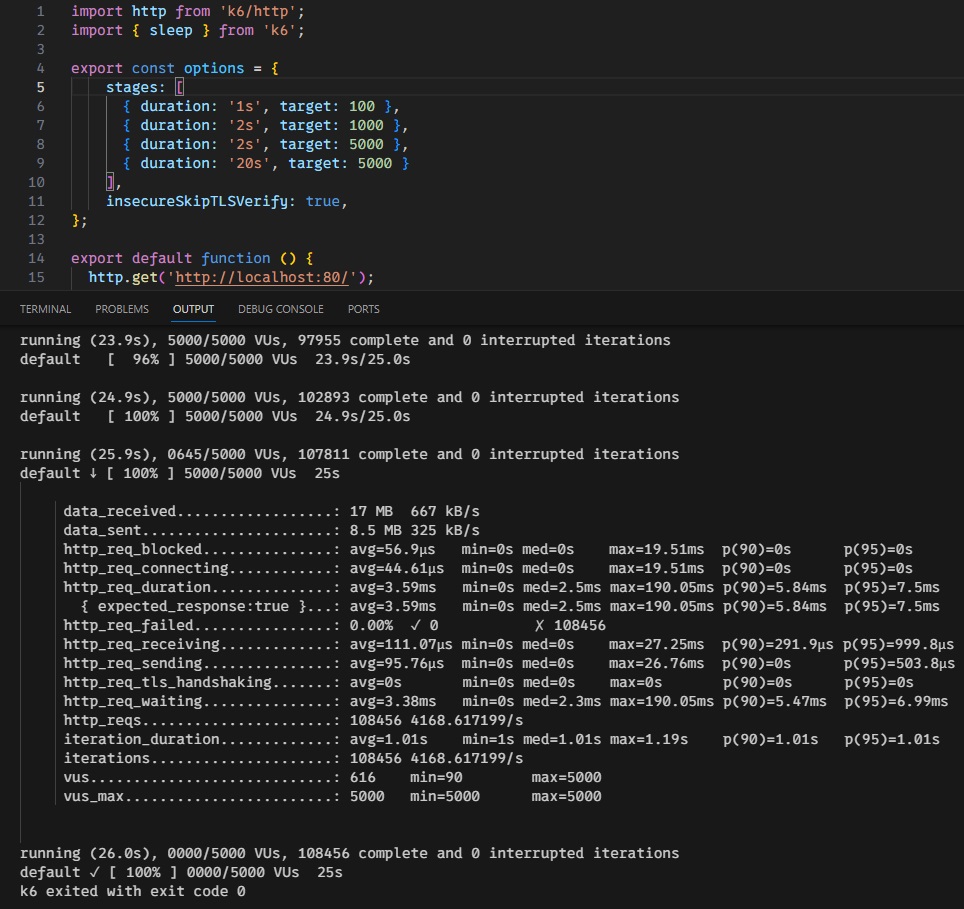 1 import http from 'k6/http';
2 import { sleep } from 'k6';
3
4 export const options = {
5 stages: [
6 { duration: '1s', target: 100 },
7 { duration: '2s', target: 1000 },
8 { duration: '2s', target: 5000 },
9 { duration: '20s', target: 5000 }
10 ],
11 insecureSkipTLSVerify: true,
12 };
13
14 export default function () {
15 http.get('http://localhost:80/');
TERMINAL PROBLEMS OUTPUT DEBUG CONSOLE PORTS
running (23.9s), 5000/5000 VUs, 97955 complete and 0 interrupted iterations
default [ 96% ] 5000/5000 VUs 23.9s/25.0s
running (24.9s), 5000/5000 VUs, 102893 complete and 0 interrupted iterations
default [ 100% ] 5000/5000 VUs 24.9s/25.0s
running (25.9s), 0645/5000 VUs, 107811 complete and 0 interrupted iterations
default ↓ [ 100% ] 5000/5000 VUs 25s
data_received..................: 17 MB 667 kB/s
data_sent......................: 8.5 MB 325 kB/s
http_req_blocked...............: avg=56.9µs min=0s med=0s max=19.51ms p(90)=0s p(95)=0s
http_req_connecting............: avg=44.61µs min=0s med=0s max=19.51ms p(90)=0s p(95)=0s
http_req_duration..............: avg=3.59ms min=0s med=2.5ms max=190.05ms p(90)=5.84ms p(95)=7.5ms
{ expected_response:true }...: avg=3.59ms min=0s med=2.5ms max=190.05ms p(90)=5.84ms p(95)=7.5ms
http_req_failed................: 0.00% ✓ 0 ✗ 108456
http_req_receiving.............: avg=111.07µs min=0s med=0s max=27.25ms p(90)=291.9µs p(95)=999.8µs
http_req_sending...............: avg=95.76µs min=0s med=0s max=26.76ms p(90)=0s p(95)=503.8µs
http_req_tls_handshaking.......: avg=0s min=0s med=0s max=0s p(90)=0s p(95)=0s
http_req_waiting...............: avg=3.38ms min=0s med=2.3ms max=190.05ms p(90)=5.47ms p(95)=6.99ms
http_reqs......................: 108456 4168.617199/s
iteration_duration.............: avg=1.01s min=1s med=1.01s max=1.19s p(90)=1.01s p(95)=1.01s
iterations.....................: 108456 4168.617199/s
vus............................: 616 min=90 max=5000
vus_max........................: 5000 min=5000 max=5000
running (26.0s), 0000/5000 VUs, 108456 complete and 0 interrupted iterations
default ✓ [ 100% ] 0000/5000 VUs 25s
k6 exited with exit code 0